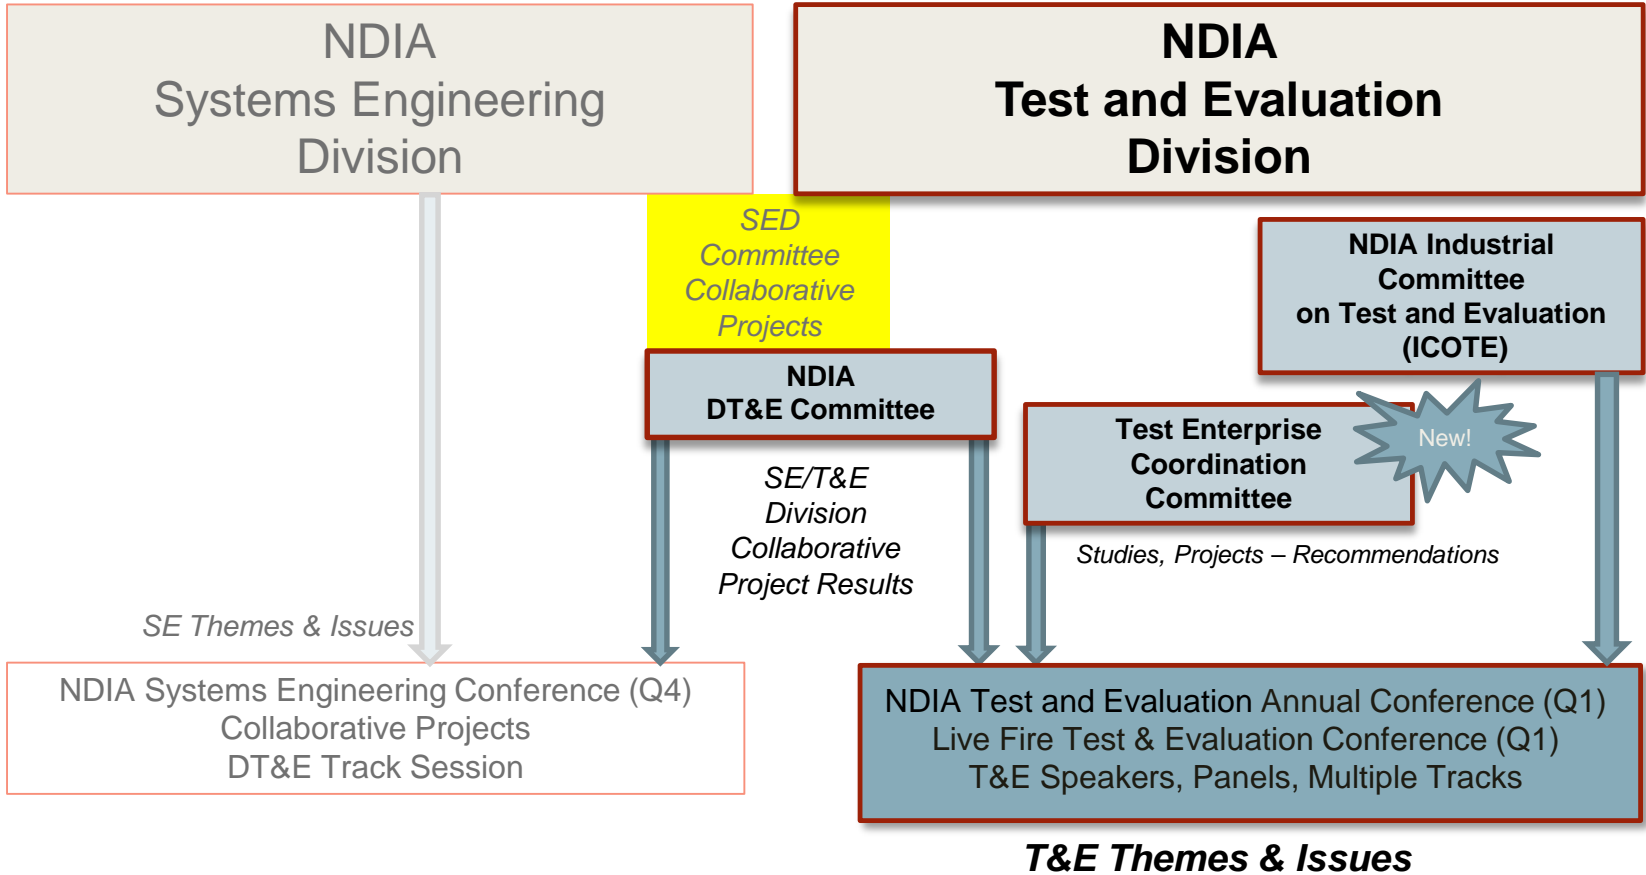 NDIA
Systems Engineering
Division
NDIA
Test and Evaluation
Division
SED
Committee
Collaborative
Projects
NDIA Industrial
Committee
on Test and Evaluation
(ICOTE)
NDIA
DT&E Committee
Test Enterprise
Coordination
Committee
New!
SE/T&E
Division
Collaborative
Project Results
Studies, Projects – Recommendations
SE Themes & Issues
NDIA Systems Engineering Conference (Q4)
Collaborative Projects
DT&E Track Session
NDIA Test and Evaluation Annual Conference (Q1)
Live Fire Test & Evaluation Conference (Q1)
T&E Speakers, Panels, Multiple Tracks
T&E Themes & Issues